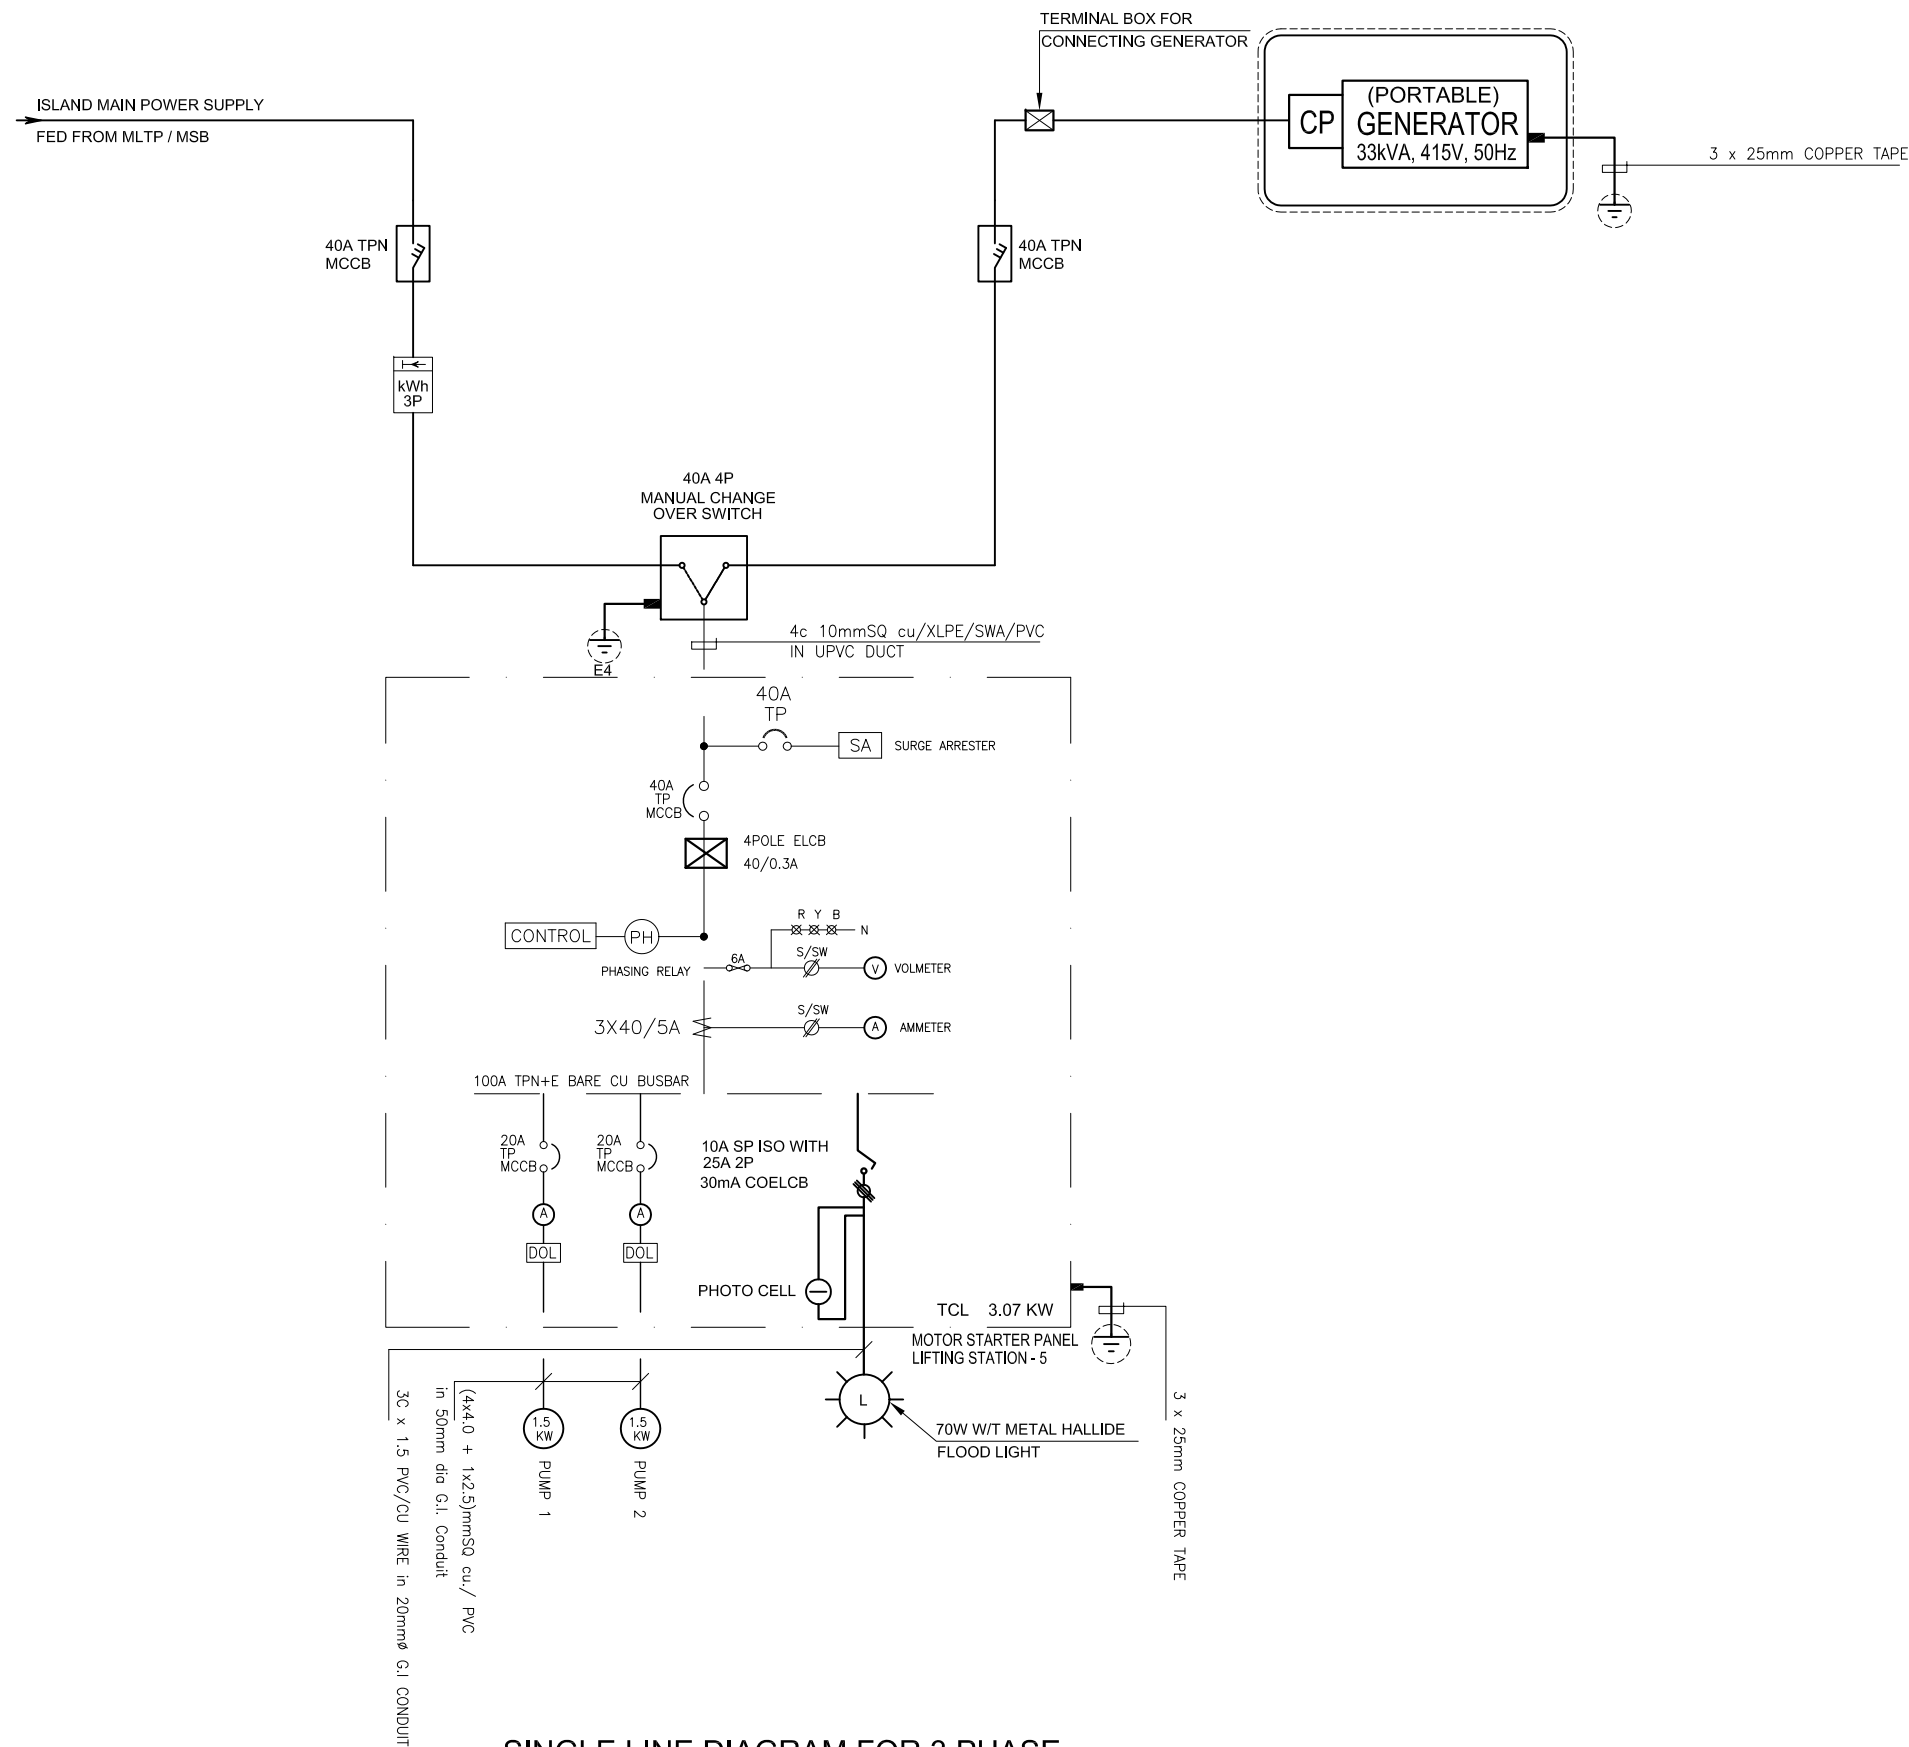 TERMINAL BOX FOR
CONNECTING GENERATOR
ISLAND MAIN POWER SUPPLY
FED FROM MLTP / MSB
CP
(PORTABLE)
GENERATOR
33kVA, 415V, 50Hz
3 x 25mm COPPER TAPE
40A TPN
MCCB
40A TPN
MCCB
kWh
3P
40A 4P
MANUAL CHANGE
OVER SWITCH
4c 10mmSQ cu/XLPE/SWA/PVC
IN UPVC DUCT
E4
40A
TP
SA
SURGE ARRESTER
40A
TP
MCCB
4POLE ELCB
40/0.3A
R Y B
N
CONTROL
PH
PHASING RELAY
6A
S/SW
V
VOLMETER
3X40/5A
S/SW
A
AMMETER
100A TPN+E BARE CU BUSBAR
20A
TP
MCCB
20A
TP
MCCB
10A SP ISO WITH
25A 2P
30mA COELCB
A
A
DOL
DOL
PHOTO CELL
TCL 3.07 KW
MOTOR STARTER PANEL
LIFTING STATION - 5
L
70W W/T METAL HALLIDE
FLOOD LIGHT
1.5
KW
1.5
KW
PUMP 1
PUMP 2
(4x4.0 + 1x2.5)mmSQ cu./ PVC
in 50mm dia G.I. Conduit
3C x 1.5 PVC/CU WIRE in 20mmø G.I CONDUIT
3 x 25mm COPPER TAPE
SINGLE LINE DIAGRAM FOR 3 PHASE